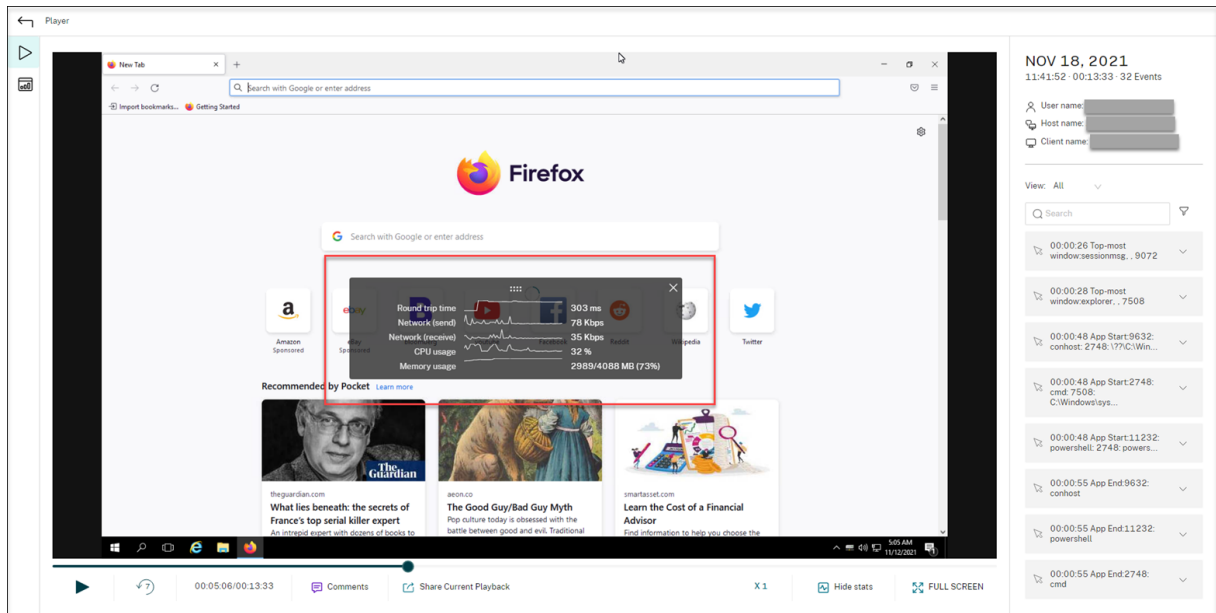 Player
New Tab
Search with Google or enter address
Import bookmarks... Getting Started
Firefox
Search with Google or enter address
Round trip time 303 ms
Network (send) 78 Kbps
Network (receive) 35 Kbps
CPU usage 32 %
Memory usage 2989/4088 MB (73%)
a ebay
Amazon
Sponsored
eBay
Sponsored
Facebook
Reddit
Wikipedia
Twitter
Recommended by Pocket Learn more
The Guardian
theguardian.com
What lies beneath: the secrets of
France's top serial killer expert
An intrepid expert with dozens of books to
aeon.co
The Good Guy/Bad Guy Myth
Pop culture today is obsessed with the
battle between good and evil. Traditional
smartasset.com
Learn the Cost of a Financial
Advisor
Find information to help you choose the
5:05 AM
11/12/2021
7 00:05:06/00:13:33 Comments Share Current Playback X 1 Hide stats FULL SCREEN
NOV 18, 2021
11:41:52 · 00:13:33 · 32 Events
User name:
Host name:
Client name:
View: All
Search
00:00:26 Top-most
window:sessionmsg, , 9072
00:00:28 Top-most
window:explorer, , 7508
00:00:48 App Start:9632:
conhost: 2748: \??\C:\Win...
00:00:48 App Start:2748:
cmd: 7508:
C:\Windows\sys...
00:00:48 App Start:11232:
powershell: 2748: powers...
00:00:55 App End:9632:
conhost
00:00:55 App End:11232:
powershell
00:00:55 App End:2748:
cmd